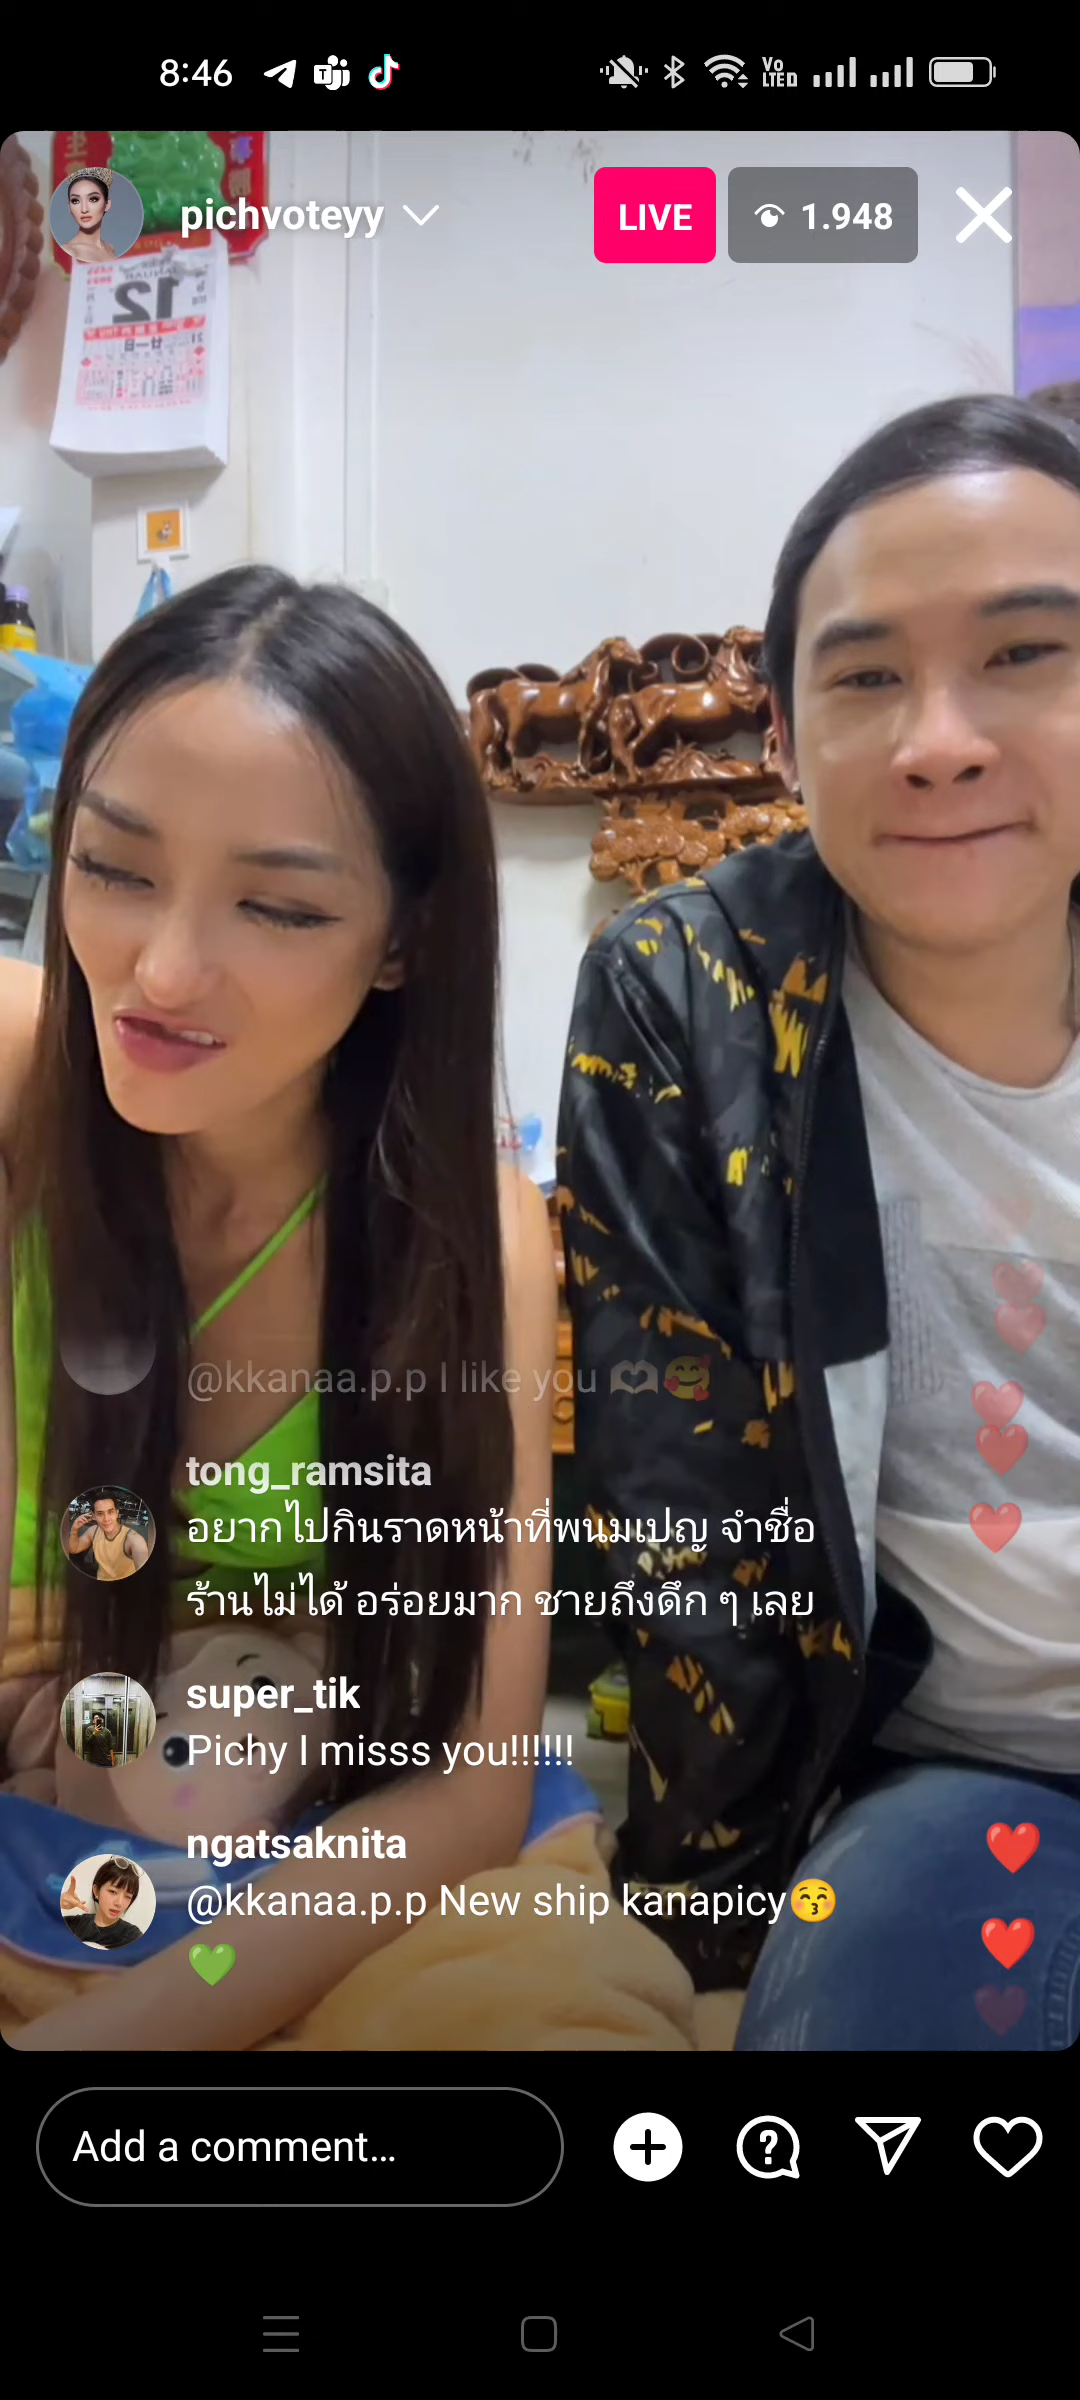 8:46
Vo
LTED
pichvoteyy
LIVE
1.948
12
@kkanaa.p.p I like you 🫶🥰
tong_ramsita
อยากไปกินราดหน้าที่พนมเปญ จำชื่อ
ร้านไม่ได้ อร่อยมาก ชายถึงดึก ๆ เลย
super_tik
Pichy I misss you!!!!!!
ngatsaknita
@kkanaa.p.p New ship kanapicy😚
💚
Add a comment...